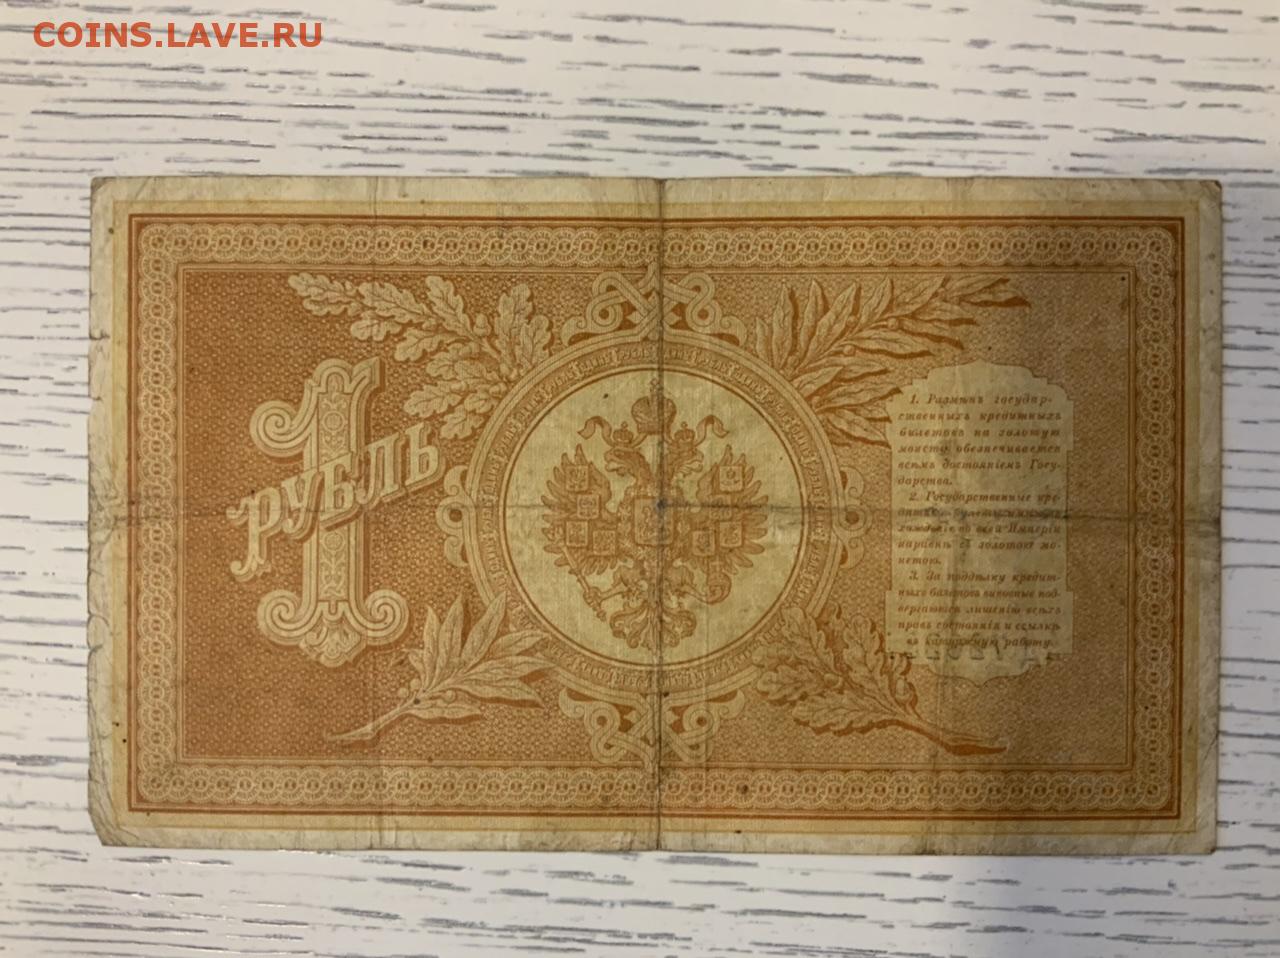 COINS.LAVE.RU
1
РУБЛЬ
1. Размѣнъ государ-
ственныхъ кредитныхъ
билетовъ на золотую
монету обезпечивается
всѣмъ достояніемъ Госу-
дарства.
2. Государственные кре-
дитные билеты имѣютъ
хожденіе во всей Имперіи
наравнѣ съ золотою мо-
нетою.
3. За поддѣлку кредит-
ныхъ билетовъ виновные под-
вергаются лишенію всѣхъ
правъ состоянія и ссылкѣ
въ каторжную работу.